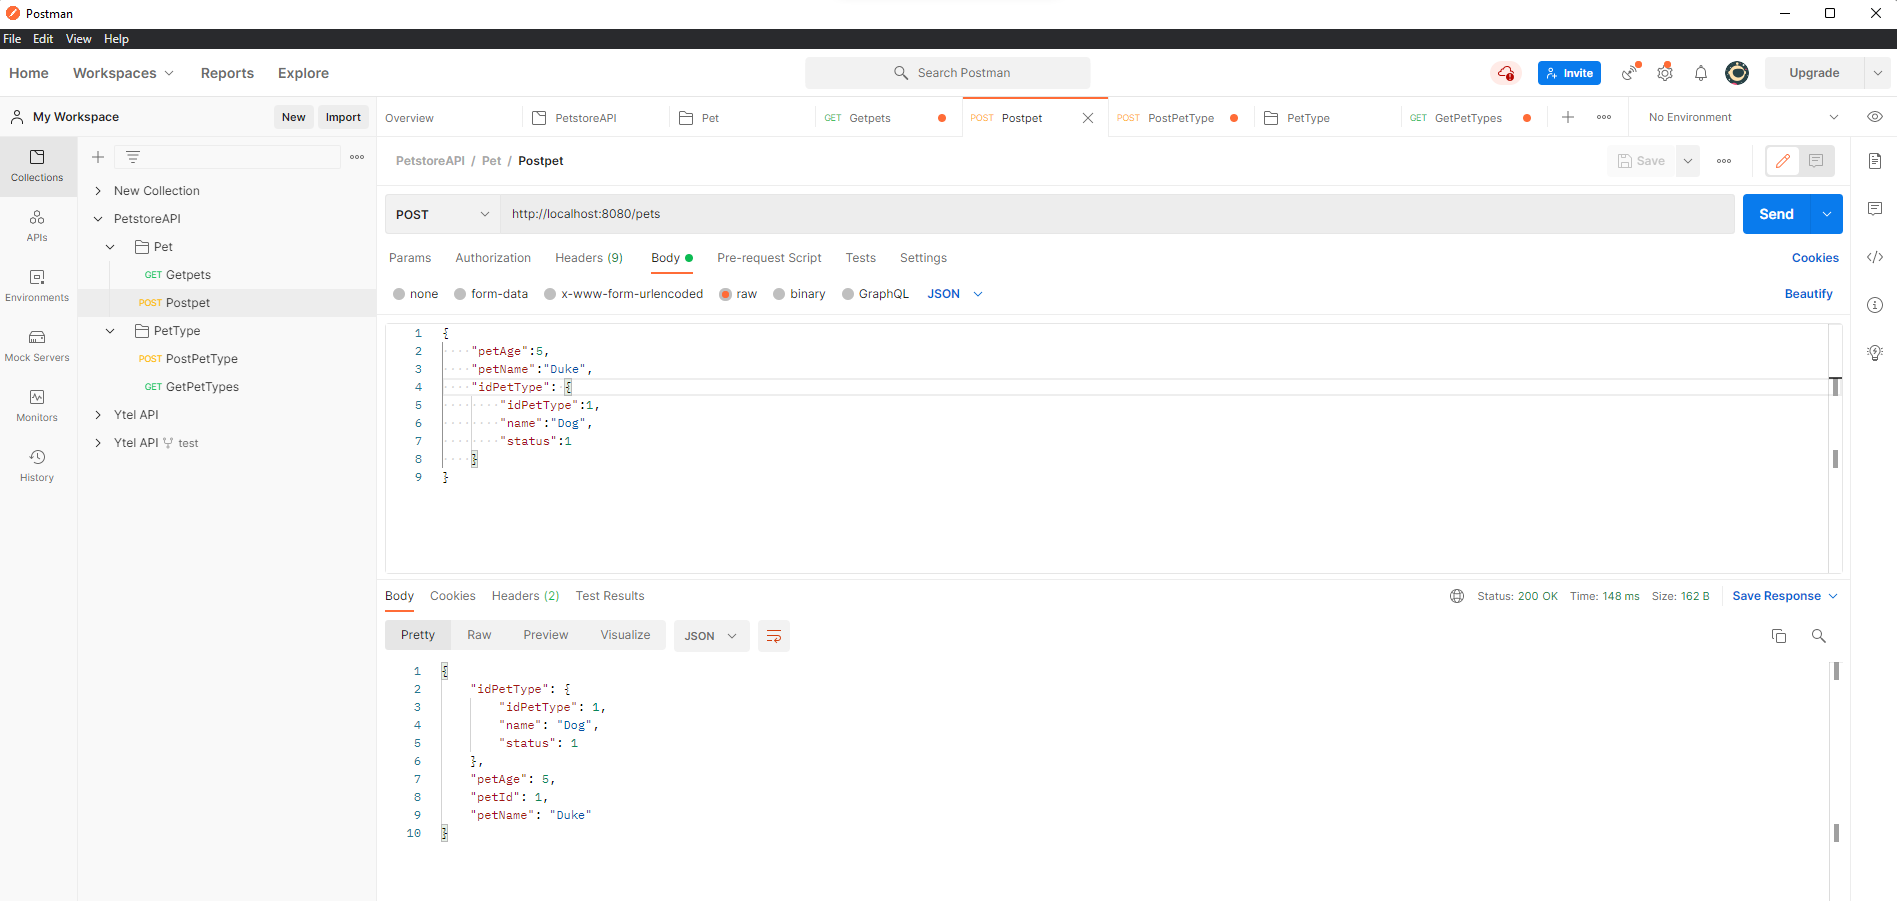 Postman
File Edit View Help
Home Workspaces Reports Explore Search Postman Invite Upgrade
My Workspace New Import
Overview PetstoreAPI Pet GET Getpets POST Postpet POST PostPetType PetType GET GetPetTypes No Environment
Collections
APIs
Environments
Mock Servers
Monitors
History
New Collection
PetstoreAPI
Pet
GET Getpets
POST Postpet
PetType
POST PostPetType
GET GetPetTypes
Ytel API
Ytel API test
PetstoreAPI / Pet / Postpet Save
POST http://localhost:8080/pets Send
Params Authorization Headers (9) Body Pre-request Script Tests Settings Cookies
none form-data x-www-form-urlencoded raw binary GraphQL JSON Beautify
1 {
2 "petAge":5,
3 "petName":"Duke",
4 "idPetType": {
5 "idPetType":1,
6 "name":"Dog",
7 "status":1
8 }
9 }
Body Cookies Headers (2) Test Results Status: 200 OK Time: 148 ms Size: 162 B Save Response
Pretty Raw Preview Visualize JSON
1 {
2 "idPetType": {
3 "idPetType": 1,
4 "name": "Dog",
5 "status": 1
6 },
7 "petAge": 5,
8 "petId": 1,
9 "petName": "Duke"
10 }